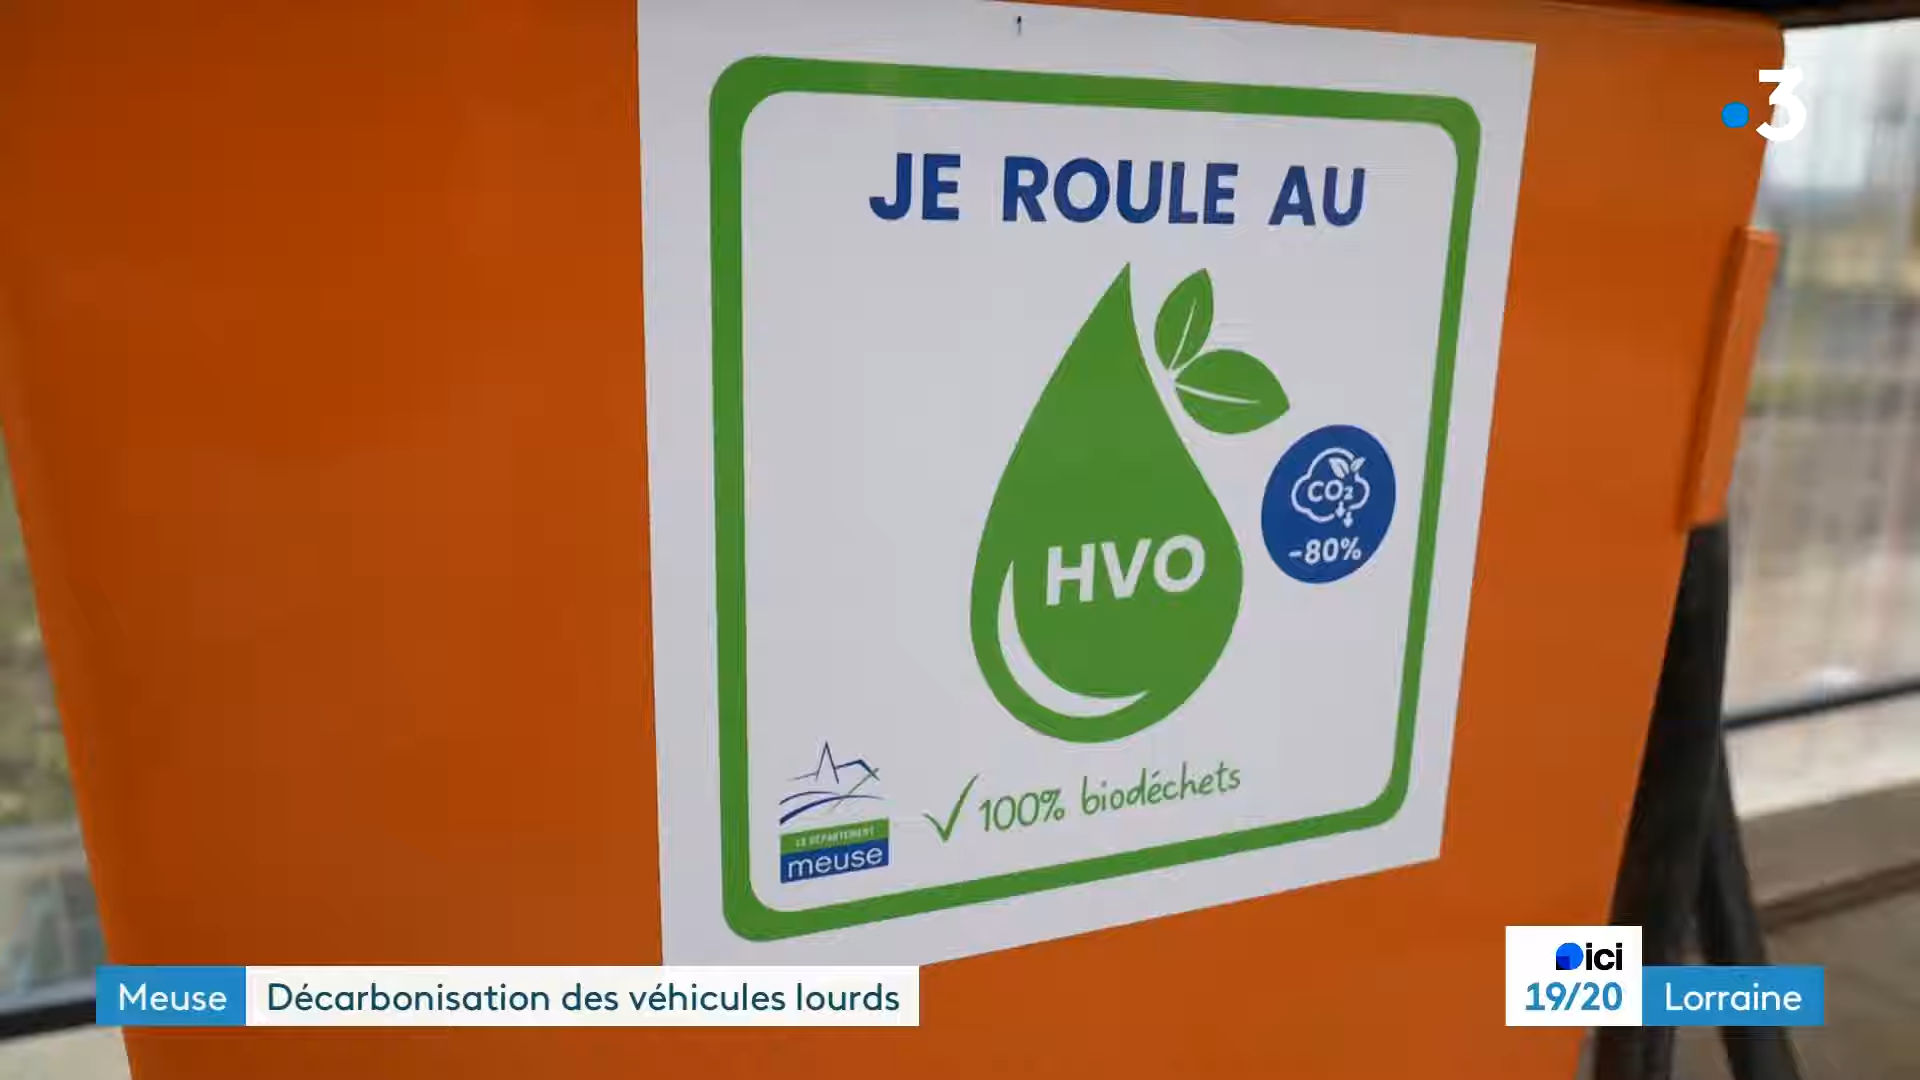 3
JE ROULE AU
HVO
CO₂
-80%
✓ 100% biodéchets
LE DÉPARTEMENT
meuse
Meuse
Décarbonisation des véhicules lourds
ici
19/20
Lorraine